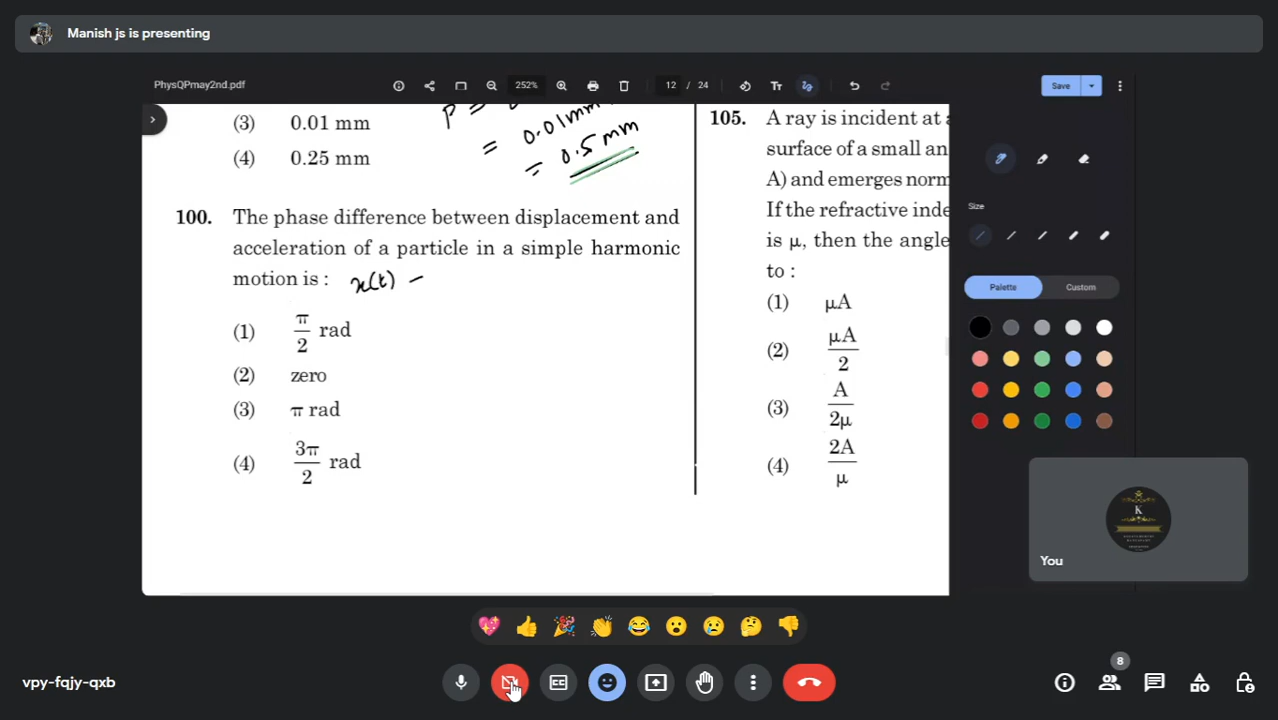 Manish js is presenting
PhysQPmay2nd.pdf
252%
12 / 24
Save
(3) 0.01 mm
(4) 0.25 mm
P =
= 0.01mm
= 0.5 mm
100. The phase difference between displacement and
acceleration of a particle in a simple harmonic
motion is : x(t) -
(1) π/2 rad
(2) zero
(3) π rad
(4) 3π/2 rad
105. A ray is incident at
surface of a small an
A) and emerges norm
If the refractive inde
is μ, then the angle
to :
(1) μA
(2) μA/2
(3) A/2μ
(4) 2A/μ
Size
Palette
Custom
K
You
vpy-fqjy-qxb
8